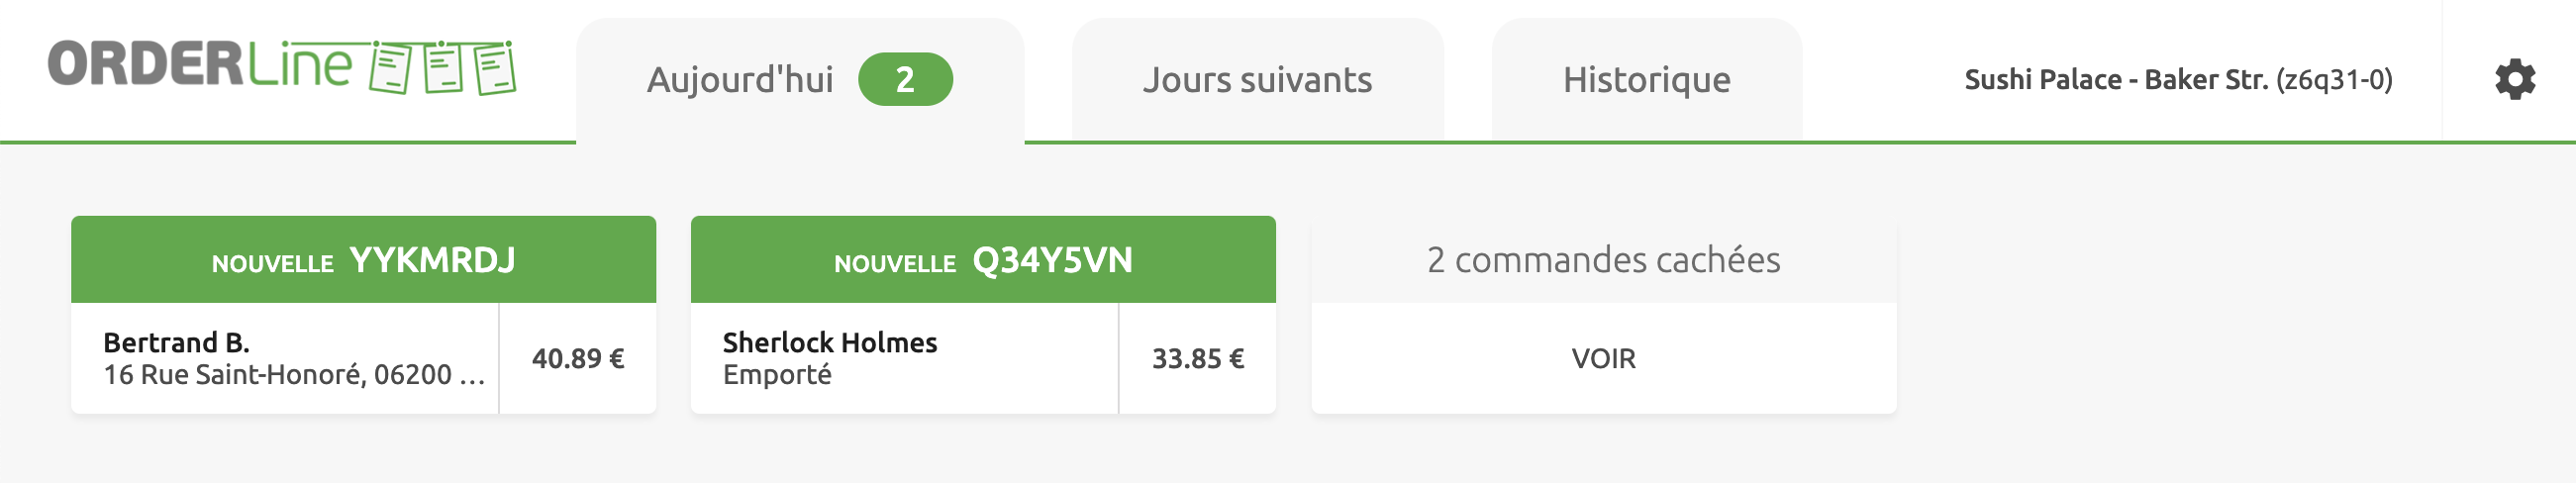 ORDERLine
Aujourd'hui 2
Jours suivants
Historique
Sushi Palace - Baker Str. (z6q31-0)
NOUVELLE YYKMRDJ
Bertrand B.
16 Rue Saint-Honoré, 06200 …
40.89 €
NOUVELLE Q34Y5VN
Sherlock Holmes
Emporté
33.85 €
2 commandes cachées
VOIR